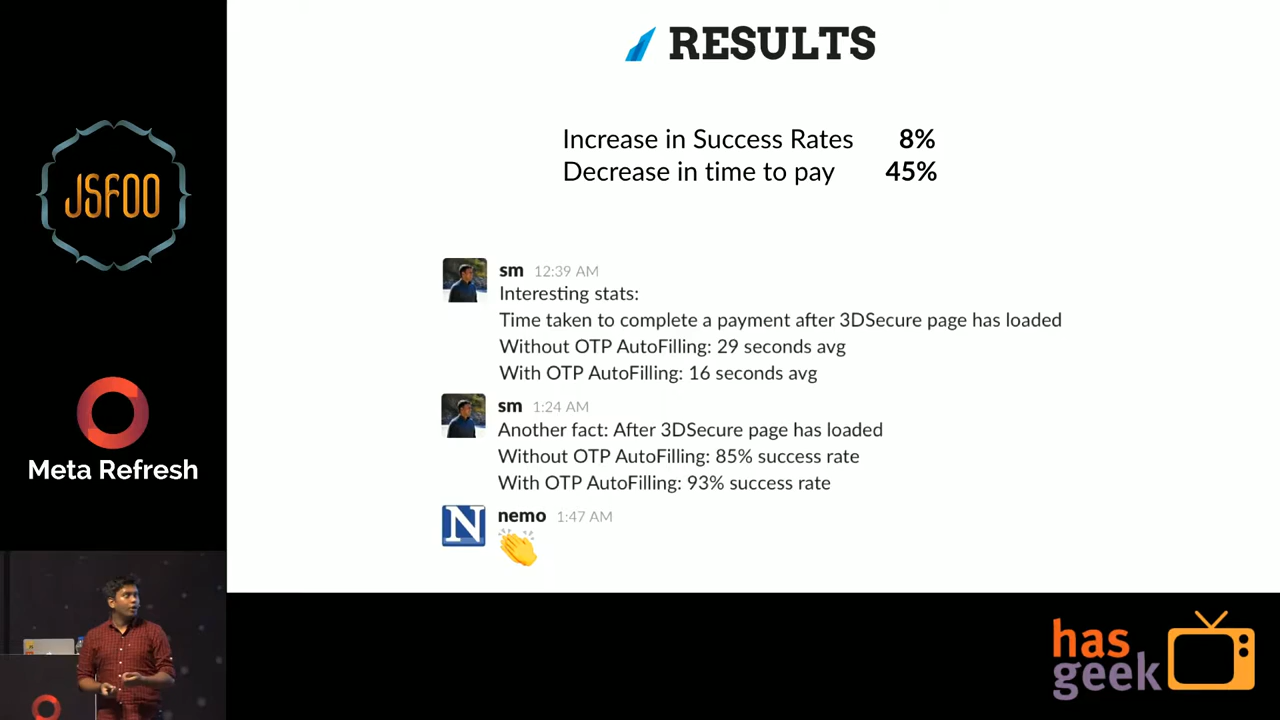 RESULTS
Increase in Success Rates 8%
Decrease in time to pay 45%
JSFOO
sm 12:39 AM
Interesting stats:
Time taken to complete a payment after 3DSecure page has loaded
Without OTP AutoFilling: 29 seconds avg
With OTP AutoFilling: 16 seconds avg
sm 1:24 AM
Another fact: After 3DSecure page has loaded
Without OTP AutoFilling: 85% success rate
With OTP AutoFilling: 93% success rate
N nemo 1:47 AM
Meta Refresh
has
geek